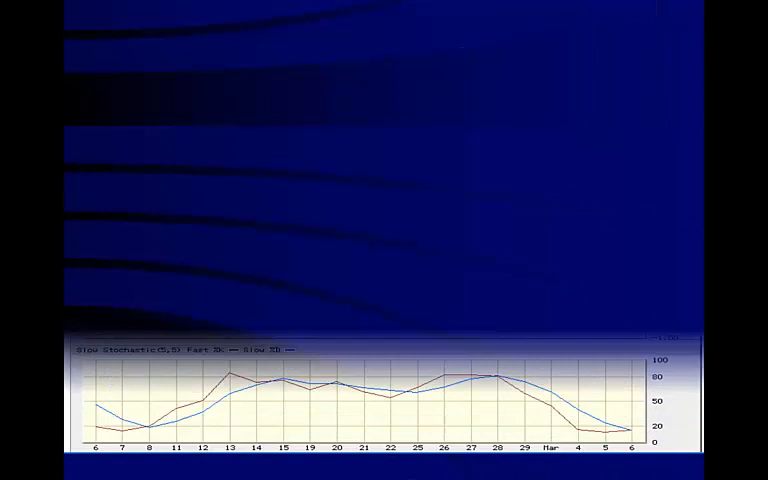 Slow Stochastic(5,5) Fast %K — Slow %D —
100
80
50
20
0
6 7 8 11 12 13 14 15 19 20 21 22 25 26 27 28 29 Mar 4 5 6